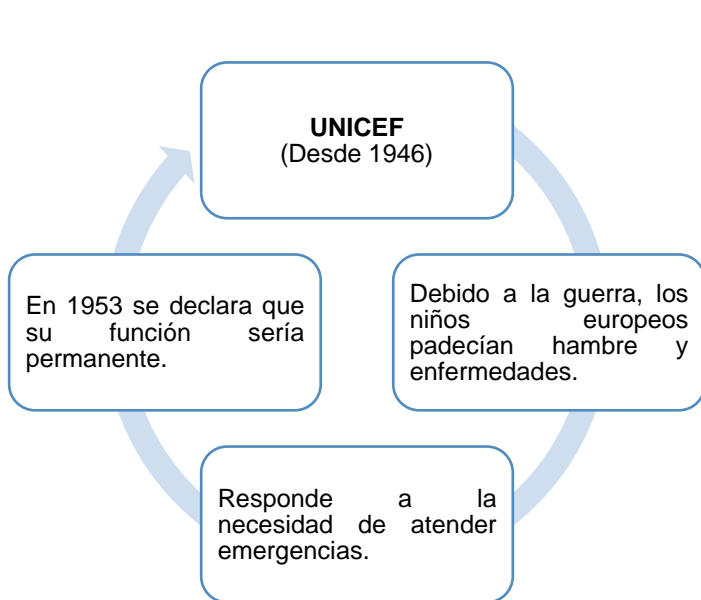 UNICEF
(Desde 1946)
Debido a la guerra, los
niños europeos
padecían hambre y
enfermedades.
Responde a la
necesidad de atender
emergencias.
En 1953 se declara que
su función sería
permanente.